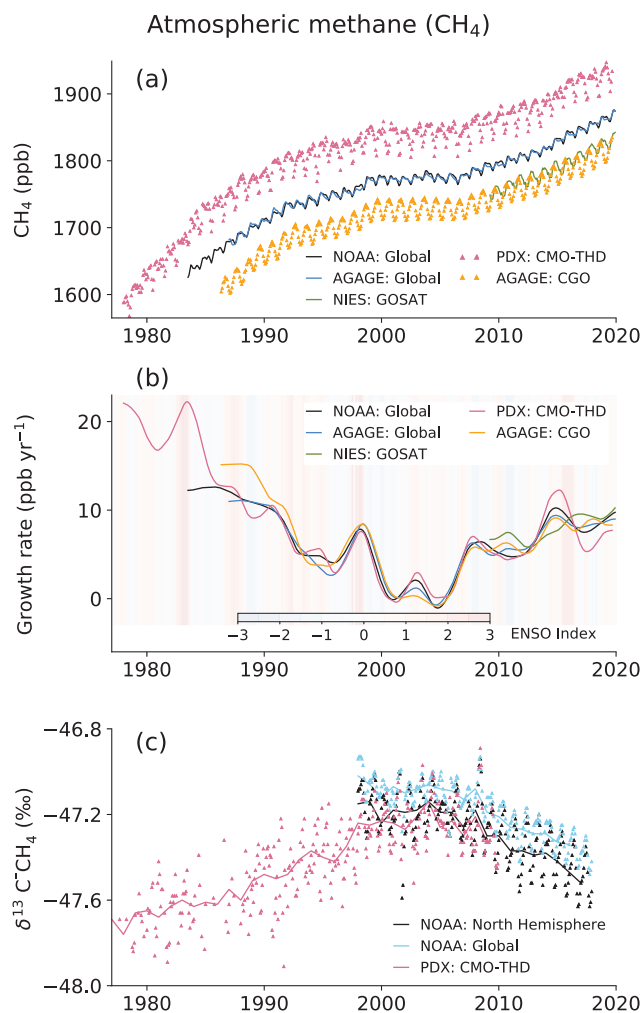 Atmospheric methane (CH₄)
(a)
CH₄ (ppb)
1900
1800
1700
1600
NOAA: Global
AGAGE: Global
NIES: GOSAT
PDX: CMO-THD
AGAGE: CGO
1980 1990 2000 2010 2020
(b)
Growth rate (ppb yr⁻¹)
20
10
0
NOAA: Global
AGAGE: Global
NIES: GOSAT
PDX: CMO-THD
AGAGE: CGO
−3 −2 −1 0 1 2 3 ENSO Index
1980 1990 2000 2010 2020
(c)
δ¹³ C⁻CH₄ (‰)
−46.8
−47.2
−47.6
−48.0
NOAA: North Hemisphere
NOAA: Global
PDX: CMO-THD
1980 1990 2000 2010 2020